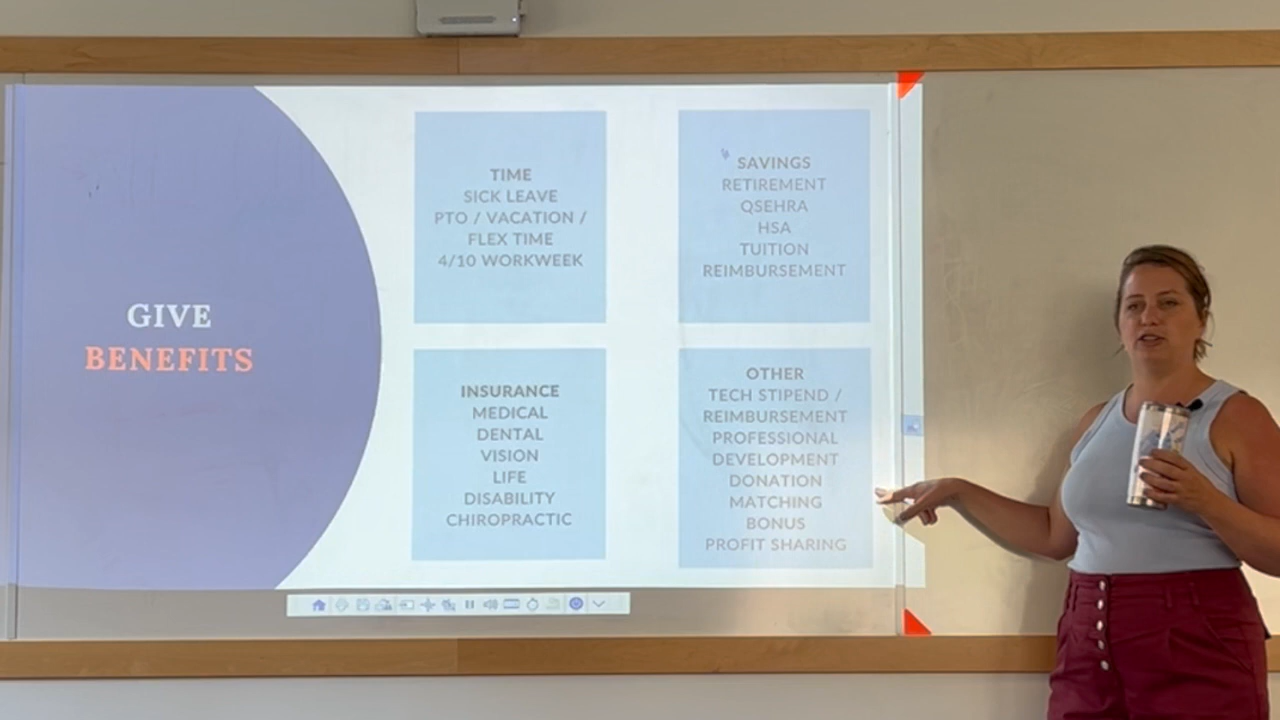 GIVE
BENEFITS
TIME
SICK LEAVE
PTO / VACATION /
FLEX TIME
4/10 WORKWEEK
SAVINGS
RETIREMENT
QSEHRA
HSA
TUITION
REIMBURSEMENT
INSURANCE
MEDICAL
DENTAL
VISION
LIFE
DISABILITY
CHIROPRACTIC
OTHER
TECH STIPEND /
REIMBURSEMENT
PROFESSIONAL
DEVELOPMENT
DONATION
MATCHING
BONUS
PROFIT SHARING